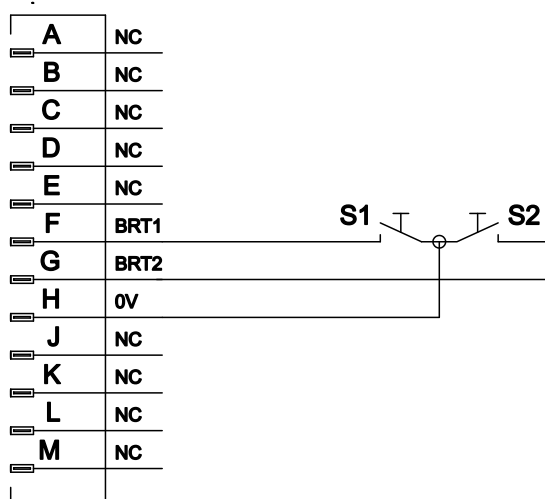 A NC
B NC
C NC
D NC
E NC
F BRT1 S1 S2
G BRT2
H 0V
J NC
K NC
L NC
M NC